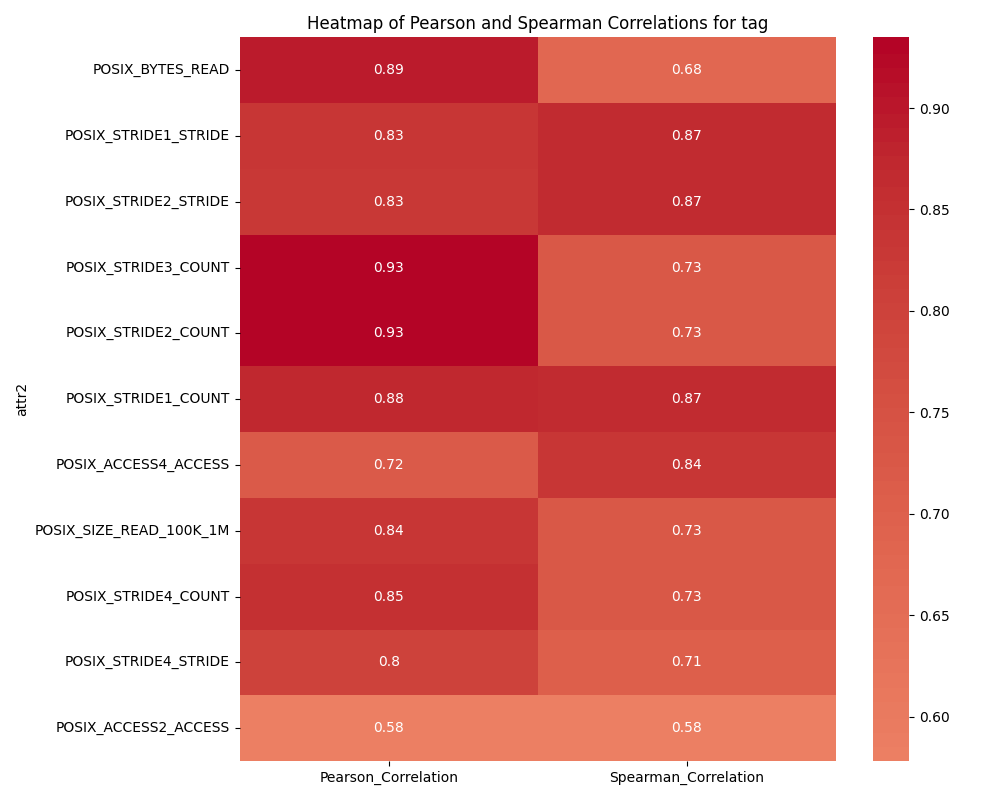 Heatmap of Pearson and Spearman Correlations for tag
attr2
POSIX_BYTES_READ 0.89 0.68
POSIX_STRIDE1_STRIDE 0.83 0.87
POSIX_STRIDE2_STRIDE 0.83 0.87
POSIX_STRIDE3_COUNT 0.93 0.73
POSIX_STRIDE2_COUNT 0.93 0.73
POSIX_STRIDE1_COUNT 0.88 0.87
POSIX_ACCESS4_ACCESS 0.72 0.84
POSIX_SIZE_READ_100K_1M 0.84 0.73
POSIX_STRIDE4_COUNT 0.85 0.73
POSIX_STRIDE4_STRIDE 0.8 0.71
POSIX_ACCESS2_ACCESS 0.58 0.58
Pearson_Correlation Spearman_Correlation
0.90
0.85
0.80
0.75
0.70
0.65
0.60